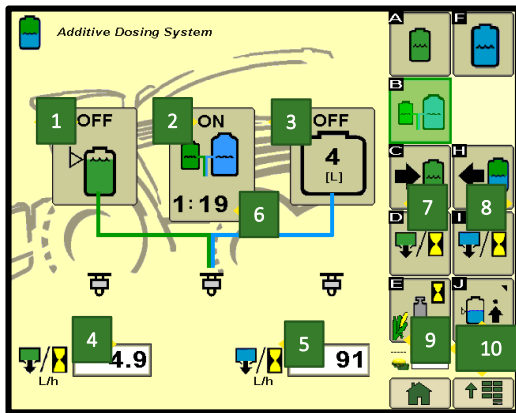 Additive Dosing System
A
F
B
1
OFF
2
ON
3
OFF
4
[L]
1:19
6
C
H
7
8
D
I
E
J
4
4.9
L/h
5
91
L/h
9
10